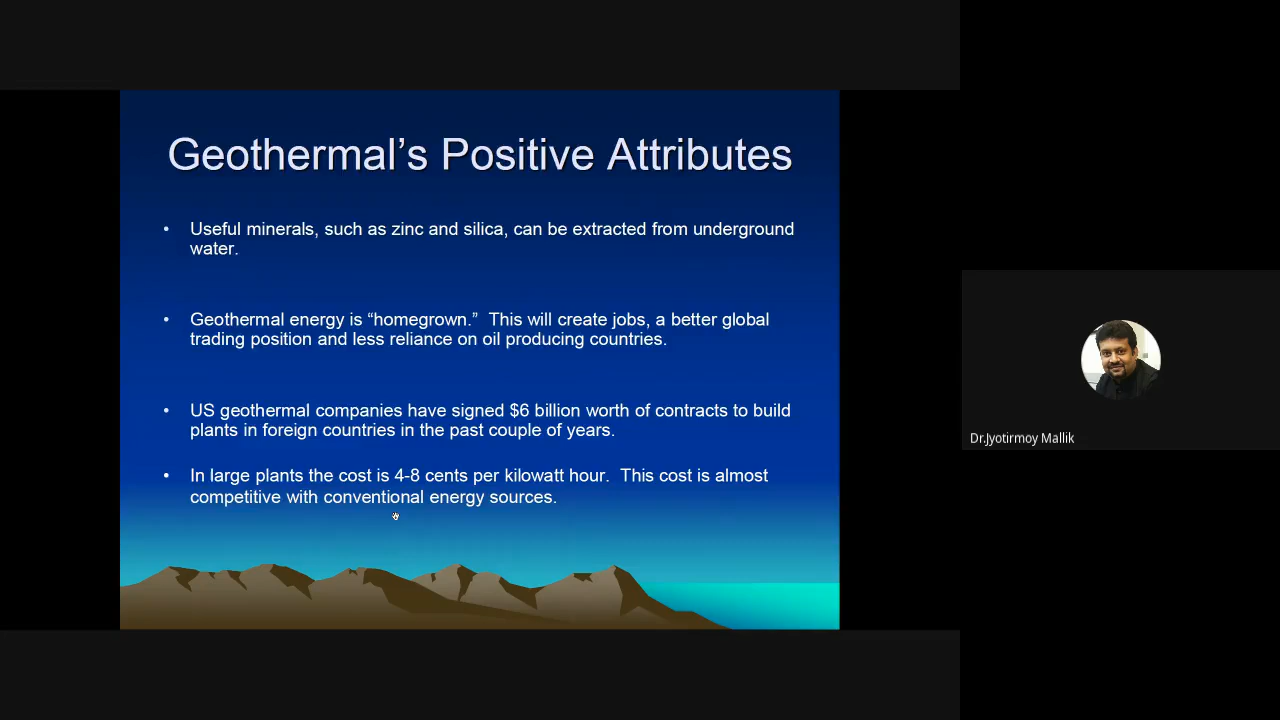 Geothermal’s Positive Attributes
• Useful minerals, such as zinc and silica, can be extracted from underground
water.
• Geothermal energy is “homegrown.”  This will create jobs, a better global
trading position and less reliance on oil producing countries.
• US geothermal companies have signed $6 billion worth of contracts to build
plants in foreign countries in the past couple of years.
• In large plants the cost is 4-8 cents per kilowatt hour.  This cost is almost
competitive with conventional energy sources.
Dr.Jyotirmoy Mallik